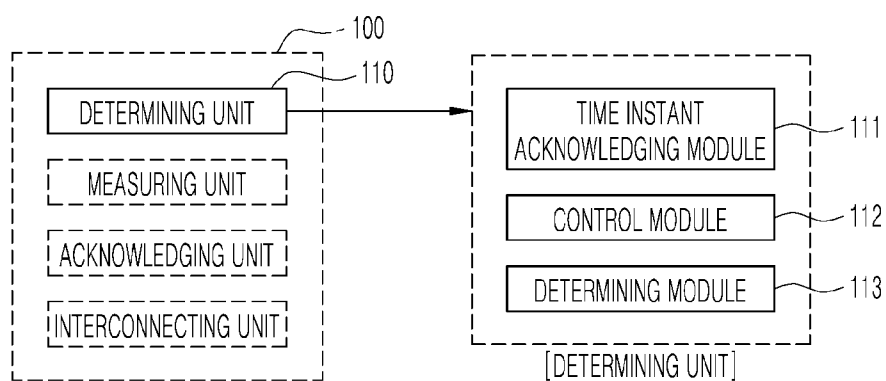 100
110
DETERMINING UNIT
MEASURING UNIT
ACKNOWLEDGING UNIT
INTERCONNECTING UNIT
TIME INSTANT
ACKNOWLEDGING MODULE
111
CONTROL MODULE
112
DETERMINING MODULE
113
[DETERMINING UNIT]